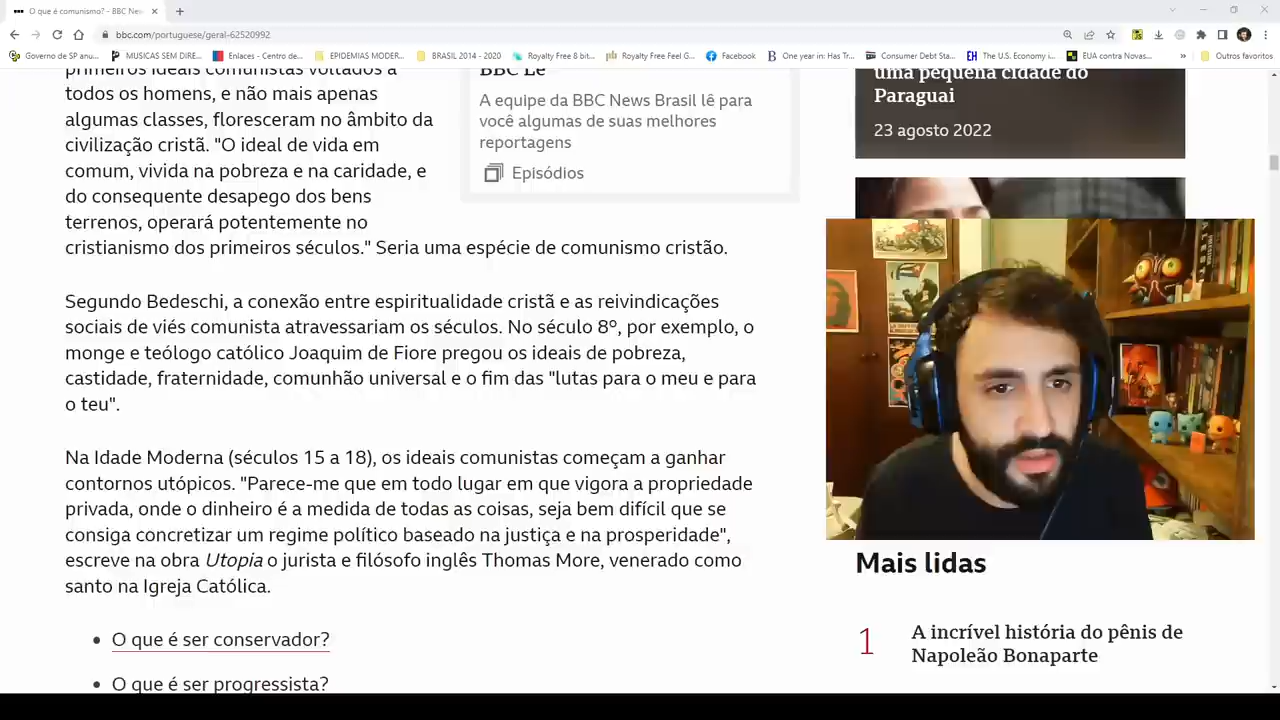 O que é comunismo? - BBC Ne
bbc.com/portuguese/geral-62520992
Governo de SP anu...
MUSICAS SEM DIRE...
Enlaces - Centro de...
EPIDEMIAS MODER...
BRASIL 2014 - 2020
Royalty Free 8 bit...
Royalty Free Feel G...
Facebook
One year in: Has Tr...
Consumer Debt Sta...
The U.S. Economy i...
EUA contra Novas...
Outros favoritos
primeiros ideais comunistas voltados a
todos os homens, e não mais apenas
algumas classes, floresceram no âmbito da
civilização cristã. "O ideal de vida em
comum, vivida na pobreza e na caridade, e
do consequente desapego dos bens
terrenos, operará potentemente no
cristianismo dos primeiros séculos." Seria uma espécie de comunismo cristão.
Segundo Bedeschi, a conexão entre espiritualidade cristã e as reivindicações
sociais de viés comunista atravessariam os séculos. No século 8º, por exemplo, o
monge e teólogo católico Joaquim de Fiore pregou os ideais de pobreza,
castidade, fraternidade, comunhão universal e o fim das "lutas para o meu e para
o teu".
Na Idade Moderna (séculos 15 a 18), os ideais comunistas começam a ganhar
contornos utópicos. "Parece-me que em todo lugar em que vigora a propriedade
privada, onde o dinheiro é a medida de todas as coisas, seja bem difícil que se
consiga concretizar um regime político baseado na justiça e na prosperidade",
escreve na obra Utopia o jurista e filósofo inglês Thomas More, venerado como
santo na Igreja Católica.
• O que é ser conservador?
• O que é ser progressista?
BBC Lê
A equipe da BBC News Brasil lê para
você algumas de suas melhores
reportagens
Episódios
uma pequena cidade do
Paraguai
23 agosto 2022
Mais lidas
1
A incrível história do pênis de
Napoleão Bonaparte